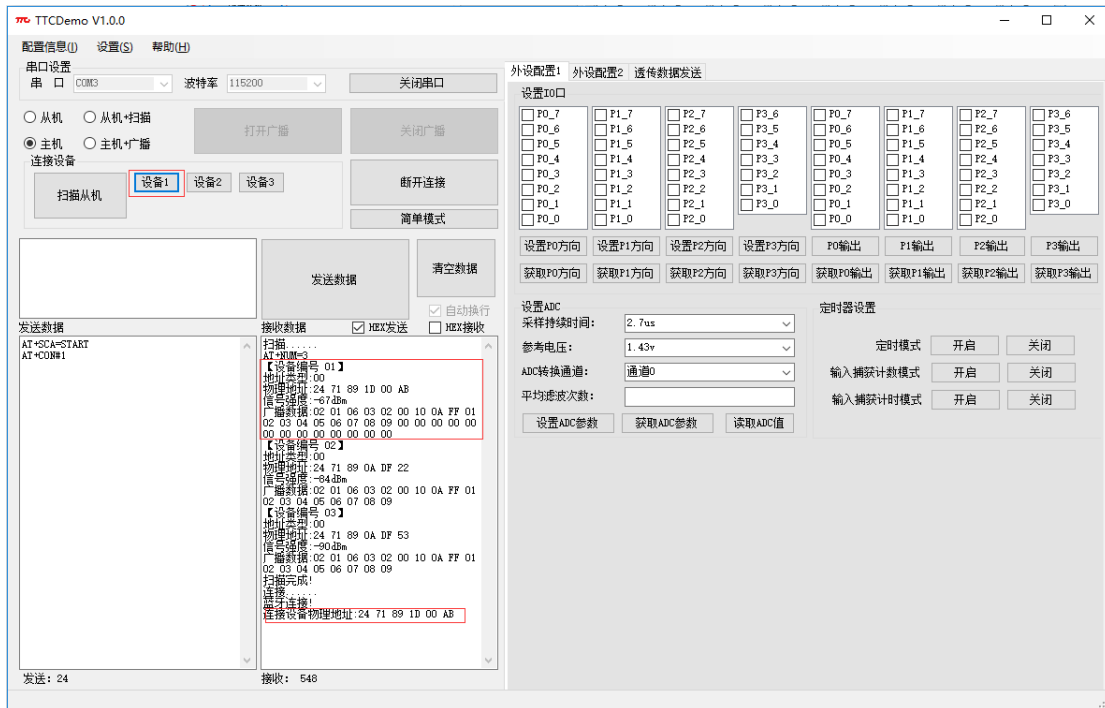 TTCDemo V1.0.0
配置信息(I) 设置(S) 帮助(H)
串口设置
串 口 COM3 波特率 115200 关闭串口
从机 从机+扫描
主机 主机+广播
打开广播 关闭广播
连接设备
扫描从机 设备1 设备2 设备3
断开连接
简单模式
发送数据 清空数据
自动换行
发送数据 接收数据 HEX发送 HEX接收
AT+SCA=START
AT+CON#1
扫描......
AT+NUM=3
【设备编号 01】
地址类型:00
物理地址:24 71 89 1D 00 AB
信号强度:-67dBm
广播数据:02 01 06 03 02 00 10 0A FF 01
02 03 04 05 06 07 08 09 00 00 00 00 00
00 00 00 00 00 00 00 00
【设备编号 02】
地址类型:00
物理地址:24 71 89 0A DF 22
信号强度:-84dBm
广播数据:02 01 06 03 02 00 10 0A FF 01
02 03 04 05 06 07 08 09
【设备编号 03】
地址类型:00
物理地址:24 71 89 0A DF 53
信号强度:-90dBm
广播数据:02 01 06 03 02 00 10 0A FF 01
02 03 04 05 06 07 08 09
扫描完成!
连接......
蓝牙连接!
连接设备物理地址:24 71 89 1D 00 AB
发送: 24 接收: 548
外设配置1 外设配置2 透传数据发送
设置IO口
P0_7 P1_7 P2_7 P3_6 P0_7 P1_7 P2_7 P3_6
P0_6 P1_6 P2_6 P3_5 P0_6 P1_6 P2_6 P3_5
P0_5 P1_5 P2_5 P3_4 P0_5 P1_5 P2_5 P3_4
P0_4 P1_4 P2_4 P3_3 P0_4 P1_4 P2_4 P3_3
P0_3 P1_3 P2_3 P3_2 P0_3 P1_3 P2_3 P3_2
P0_2 P1_2 P2_2 P3_1 P0_2 P1_2 P2_2 P3_1
P0_1 P1_1 P2_1 P3_0 P0_1 P1_1 P2_1 P3_0
P0_0 P1_0 P2_0 P0_0 P1_0 P2_0
设置P0方向 设置P1方向 设置P2方向 设置P3方向 P0输出 P1输出 P2输出 P3输出
获取P0方向 获取P1方向 获取P2方向 获取P3方向 获取P0输出 获取P1输出 获取P2输出 获取P3输出
设置ADC
采样持续时间: 2.7us
参考电压: 1.43v
ADC转换通道: 通道0
平均滤波次数:
设置ADC参数 获取ADC参数 读取ADC值
定时器设置
定时模式 开启 关闭
输入捕获计数模式 开启 关闭
输入捕获计时模式 开启 关闭